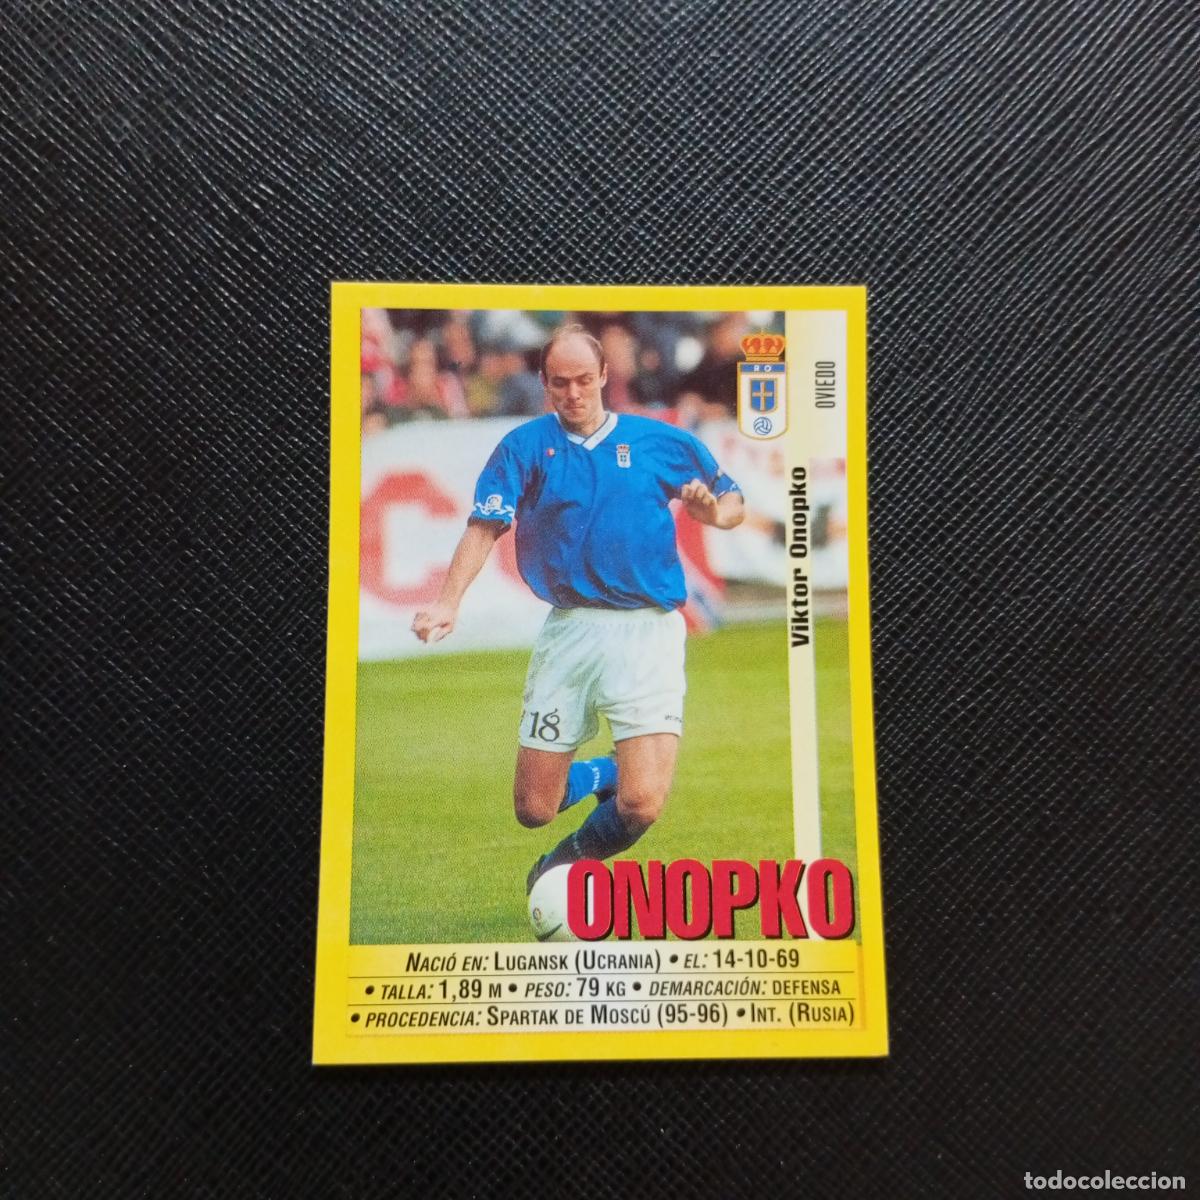 RO
OVIEDO
Viktor Onopko
18
ONOPKO
NACIÓ EN: LUGANSK (UCRANIA) • EL: 14-10-69
• TALLA: 1,89 M • PESO: 79 KG • DEMARCACIÓN: DEFENSA
• PROCEDENCIA: SPARTAK DE MOSCÚ (95-96) • INT. (RUSIA)
todocoleccion